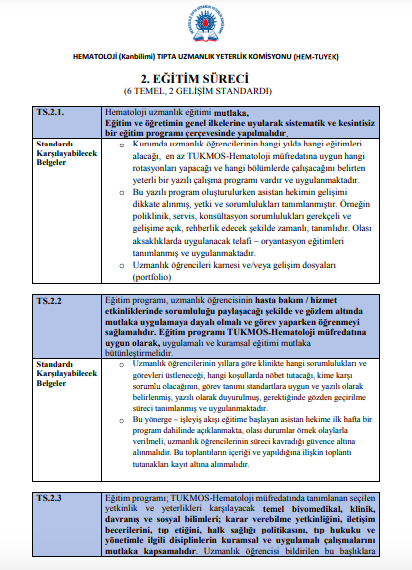 HEMATOLOJİ (Kanbilimi) TIPTA UZMANLIK YETERLİK KOMİSYONU (HEM-TUYEK)
2. EĞİTİM SÜRECİ
(6 TEMEL, 2 GELİŞİM STANDARDI)
TS.2.1.
Hematoloji uzmanlık eğitimi mutlaka,
Eğitim ve öğretimin genel ilkelerine uyularak sistematik ve kesintisiz
bir eğitim programı çerçevesinde yapılmalıdır.
Standardı
Karşılayabilecek
Belgeler
o Kurumda uzmanlık öğrencilerinin hangi yılda hangi eğitimleri
alacağı, en az TUKMOS-Hematoloji müfredatına uygun hangi
rotasyonları yapacağı ve hangi bölümlerde çalışacağını belirten
yeterli bir yazılı çalışma programı vardır ve uygulanmaktadır.
o Bu yazılı program oluşturulurken asistan hekimin gelişimi
dikkate alınmış, yetki ve sorumlulukları tanımlanmıştır. Örneğin
poliklinik, servis, konsültasyon sorumlulukları gerekçeli ve
gelişime açık, rehberlik edecek şekilde zamanlı, tanımlıdır. Olası
aksaklıklarda uygulanacak telafi – oryantasyon eğitimleri
tanınmlanmış ve uygulanmaktadır.
o Uzmanlık öğrencileri karnesi ve/veya gelişim dosyaları
(portfolio)
TS.2.2
Eğitim programı, uzmanlık öğrencisinin hasta bakım / hizmet
etkinliklerinde sorumluluğu paylaşacağı şekilde ve gözlem altında
mutlaka uygulamaya dayalı olmalı ve görev yaparken öğrenmeyi
sağlamalıdır. Eğitim programı TUKMOS-Hematoloji müfredatına
uygun olarak, uygulamalı ve kuramsal eğitimi mutlaka
bütünleştirmelidir.
Standardı
Karşılayabilecek
Belgeler
o Uzmanlık öğrencilerinin yıllara göre klinikte hangi sorumlulukları ve
görevleri üstleneceği, hangi koşullarda nöbet tutacağı, kime karşı
sorumlu olacağının, görev tanımı standartlara uygun ve yazılı olarak
belirlenmiş, yazılı olarak duyurulmuş, gerektiğinde gözden geçirilme
süreci tanımlanmış ve uygulanmaktadır.
o Bu yönerge – işleyiş akışı eğitime başlayan asistan hekime ilk hafta bir
program dahilinde açıklanmakta, olası durumlar örnek olaylarla
verilmeli, uzmanlık öğrencilerinin süreci kavradığı güvence altına
alınmalıdır. Bu toplantıların içeriği ve yapıldığına ilişkin toplantı
tutanakları kayıt altına alınmalıdır.
TS.2.3
Eğitim programı; TUKMOS-Hematoloji müfredatında tanımlanan seçilen
yetkinlik ve yeterlikleri karşılayacak temel biyomedikal, klinik,
davranış ve sosyal bilimleri; karar verebilme yetkinliğini, iletişim
becerilerini, tıp etiğini, halk sağlığı politikasını, tıp hukuku ve
yönetimle ilgili disiplinlerin kuramsal ve uygulamalı çalışmalarını
mutlaka kapsamalıdır. Uzmanlık öğrencisi bildirilen bu başlıklara